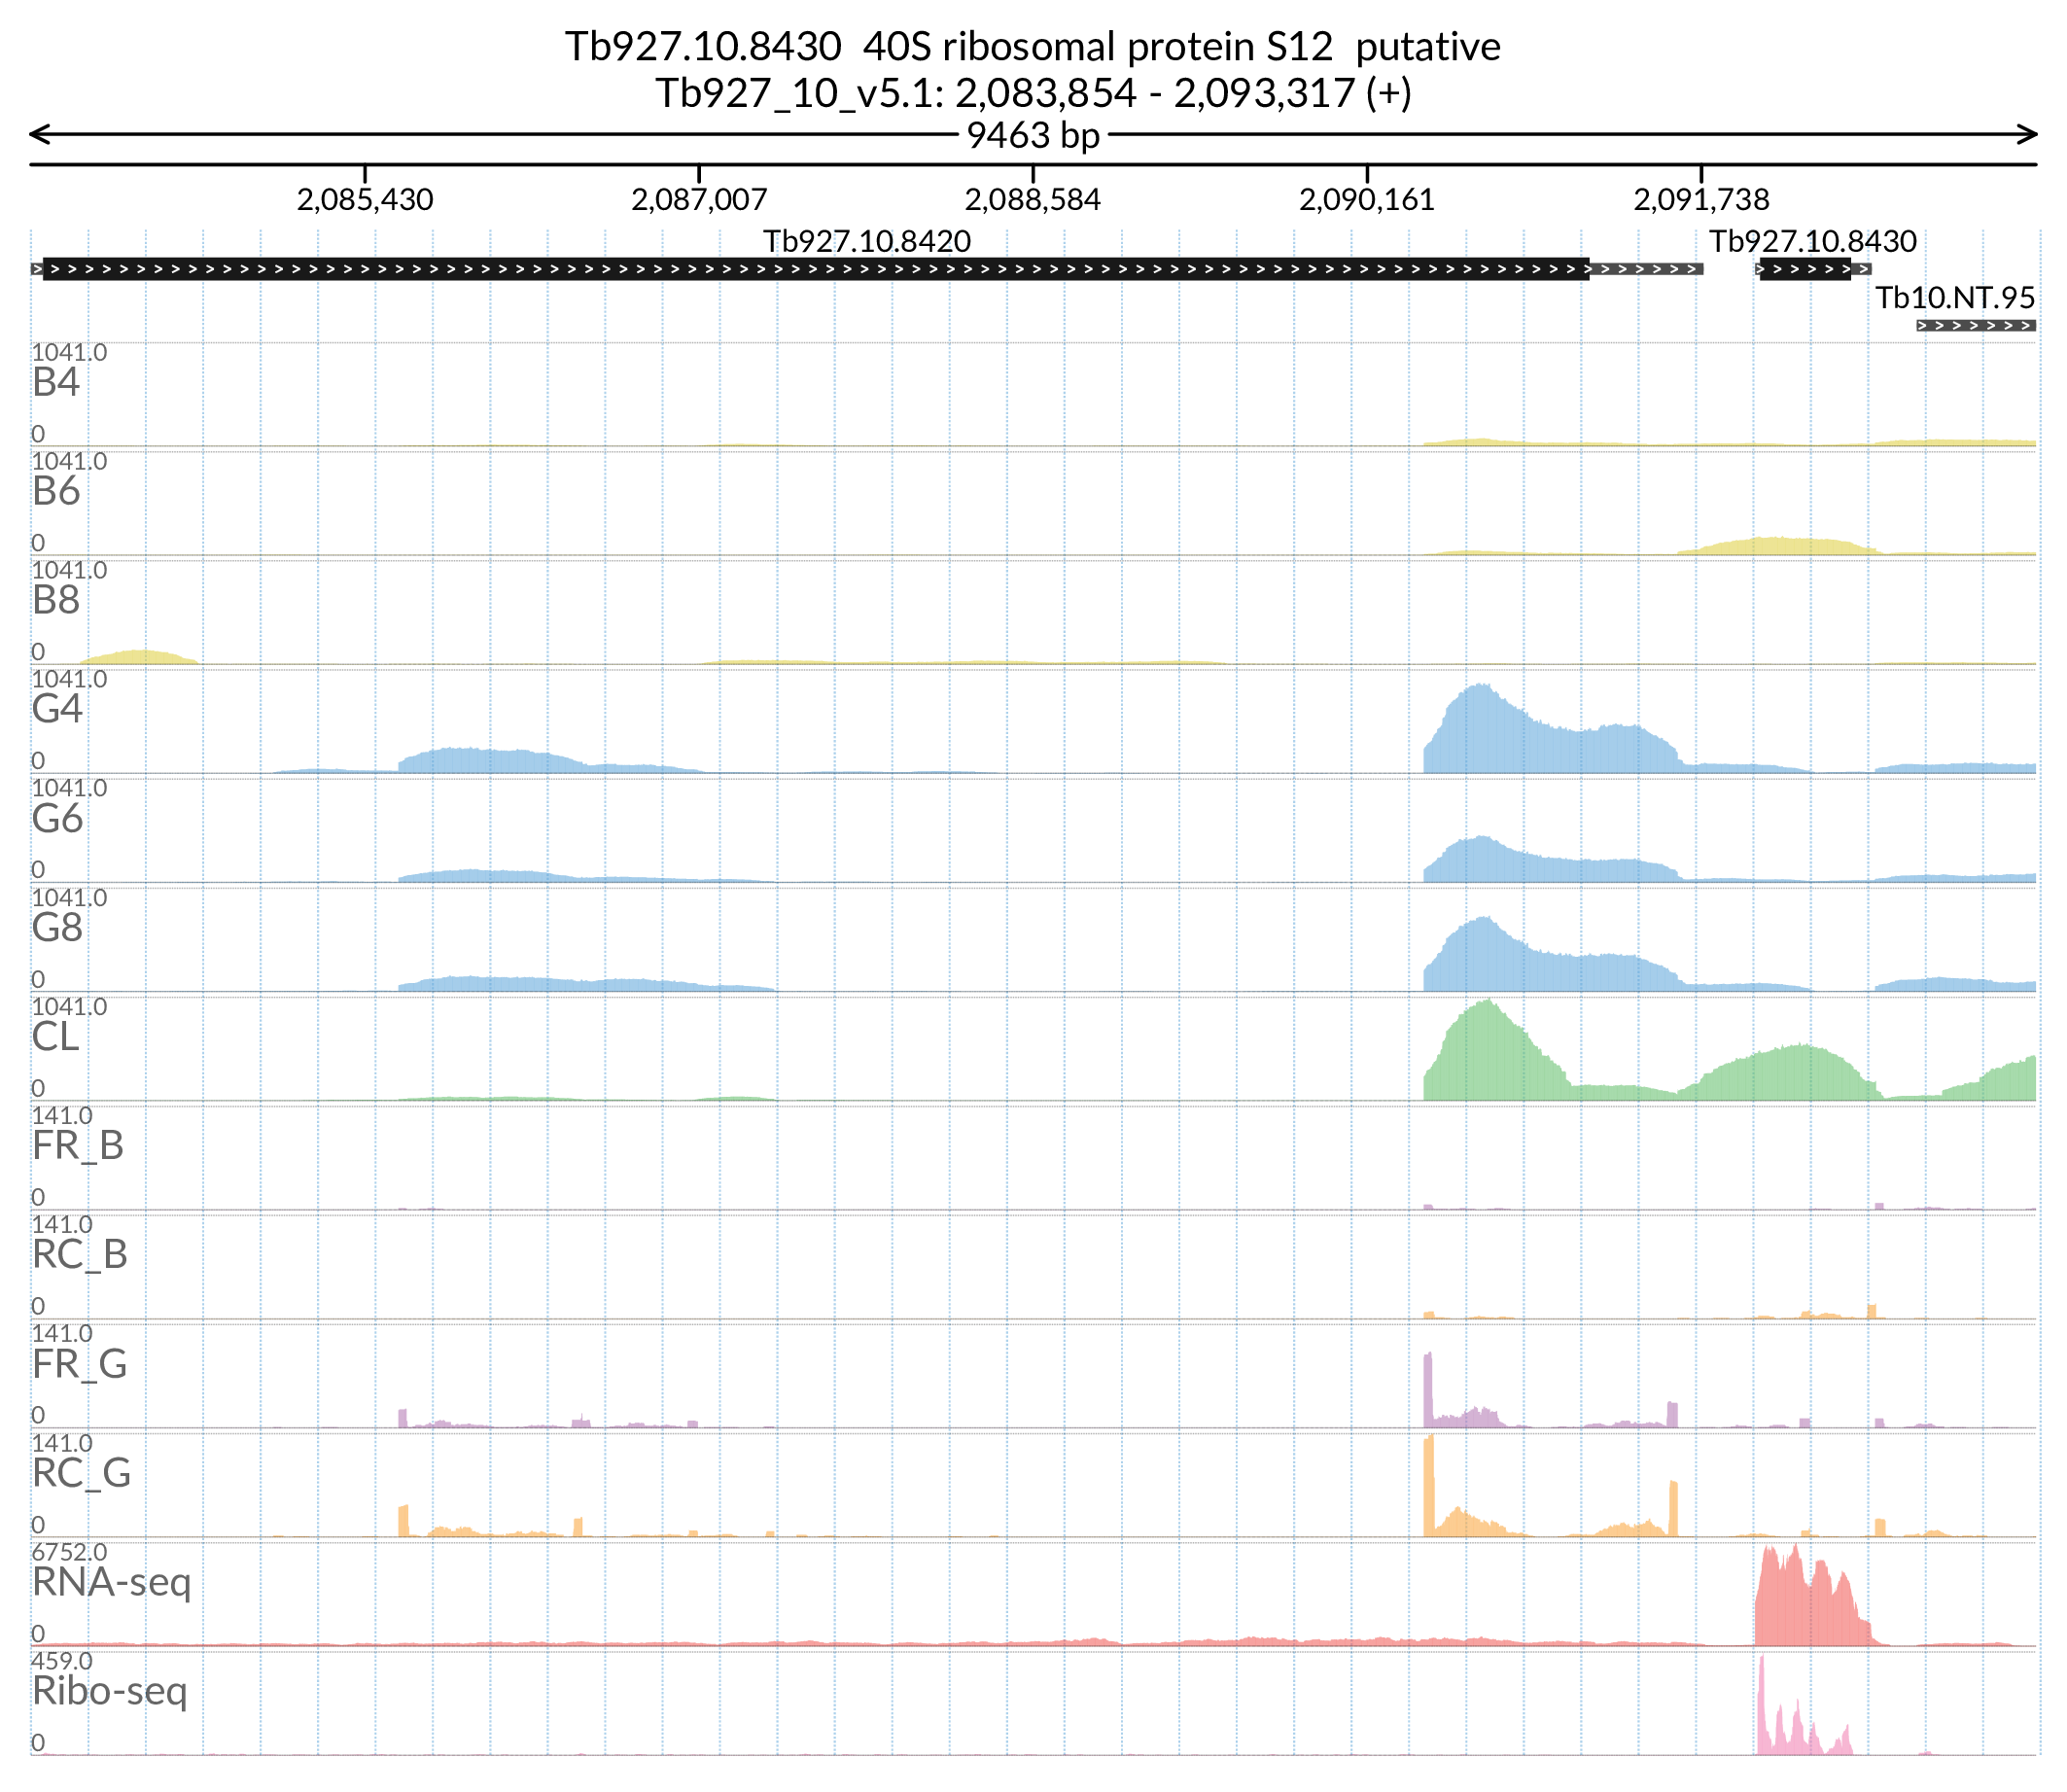 Tb927.10.8430  40S ribosomal protein S12  putative
Tb927_10_v5.1: 2,083,854 - 2,093,317 (+)
9463 bp
2,085,430 2,087,007 2,088,584 2,090,161 2,091,738
Tb927.10.8420 Tb927.10.8430
Tb10.NT.95
1041.0
B4
0
1041.0
B6
0
1041.0
B8
0
1041.0
G4
0
1041.0
G6
0
1041.0
G8
0
1041.0
CL
0
141.0
FR_B
0
141.0
RC_B
0
141.0
FR_G
0
141.0
RC_G
0
6752.0
RNA-seq
0
459.0
Ribo-seq
0